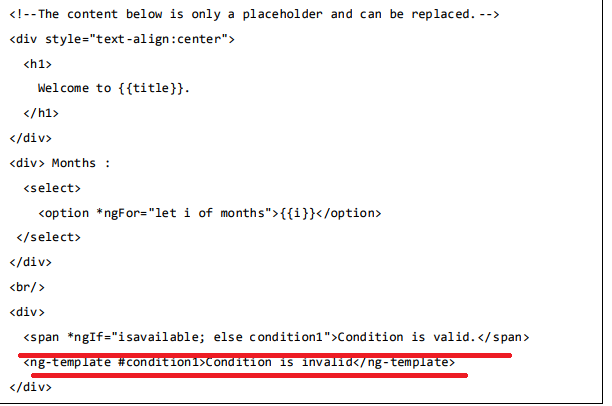 <!--The content below is only a placeholder and can be replaced.-->
<div style="text-align:center">
<h1>
Welcome to {{title}}.
</h1>
</div>
<div> Months :
<select>
<option *ngFor="let i of months">{{i}}</option>
</select>
</div>
<br/>
<div>
<span *ngIf="isavailable; else condition1">Condition is valid.</span>
<ng-template #condition1>Condition is invalid</ng-template>
</div>